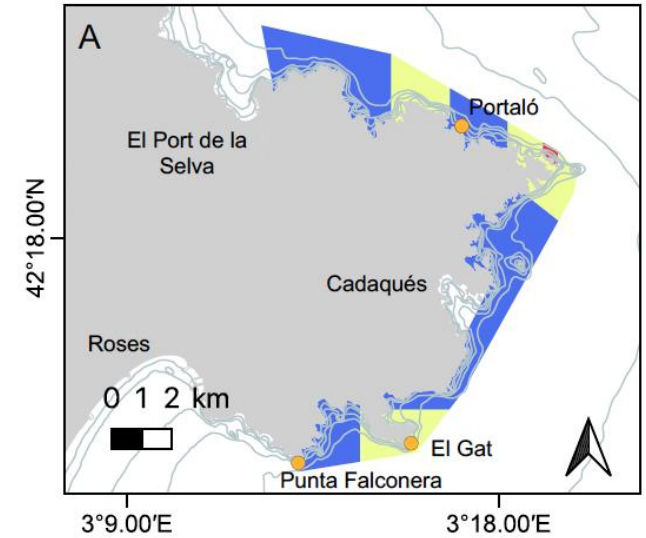 A
Portaló
El Port de la
Selva
42°18.00′N
Cadaqués
Roses
0 1 2 km
El Gat
Punta Falconera
3°9.00′E
3°18.00′E